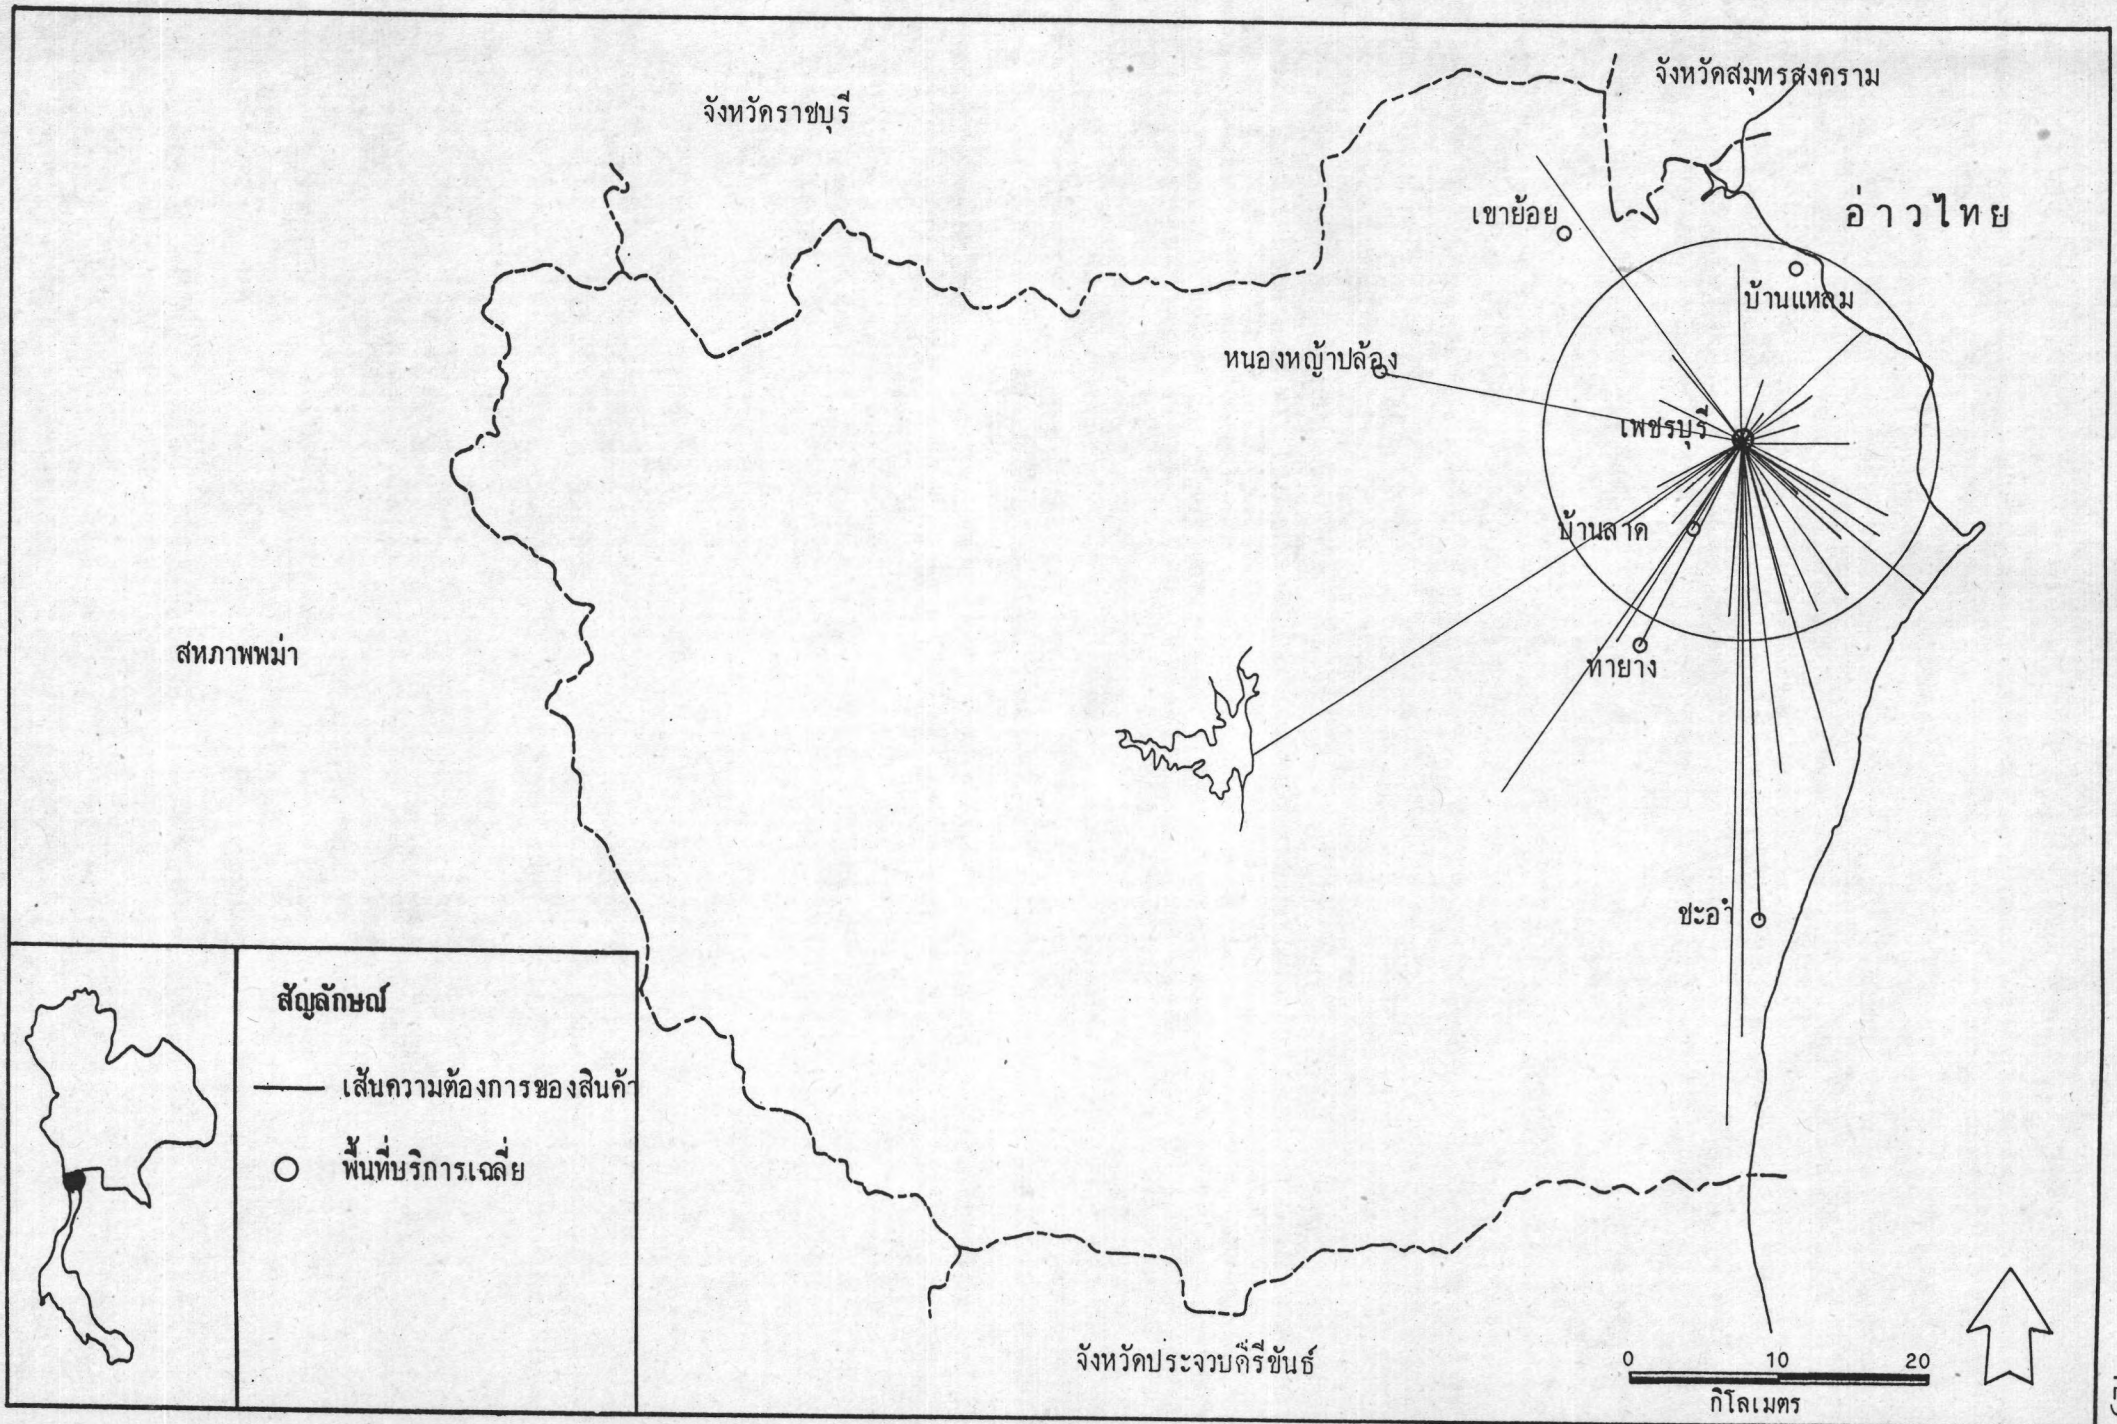 จังหวัดสมุทรสงคราม
จังหวัดราชบุรี
อ่าวไทย
เขาย้อย
บ้านแหลม
หนองหญ้าปล้อง
เพชรบุรี
บ้านลาด
สหภาพพม่า
ท่ายาง
ชะอำ
สัญลักษณ์
เส้นความต้องการของสินค้า
พื้นที่บริการเฉลี่ย
จังหวัดประจวบคีรีขันธ์
0 10 20
กิโลเมตร